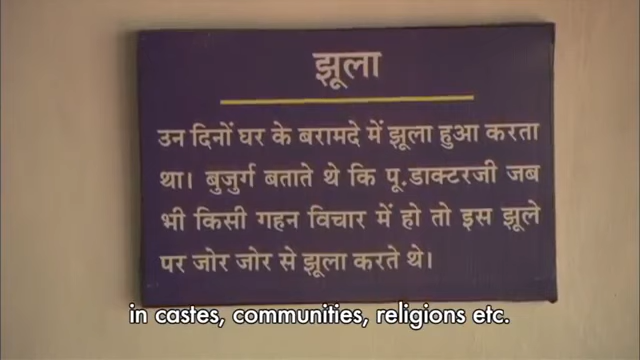 झूला
उन दिनों घर के बरामदे में झूला हुआ करता
था। बुजुर्ग बताते थे कि पू.डाक्टरजी जब
भी किसी गहन विचार में हो तो इस झूले
पर जोर जोर से झूला करते थे।
in castes, communities, religions etc.